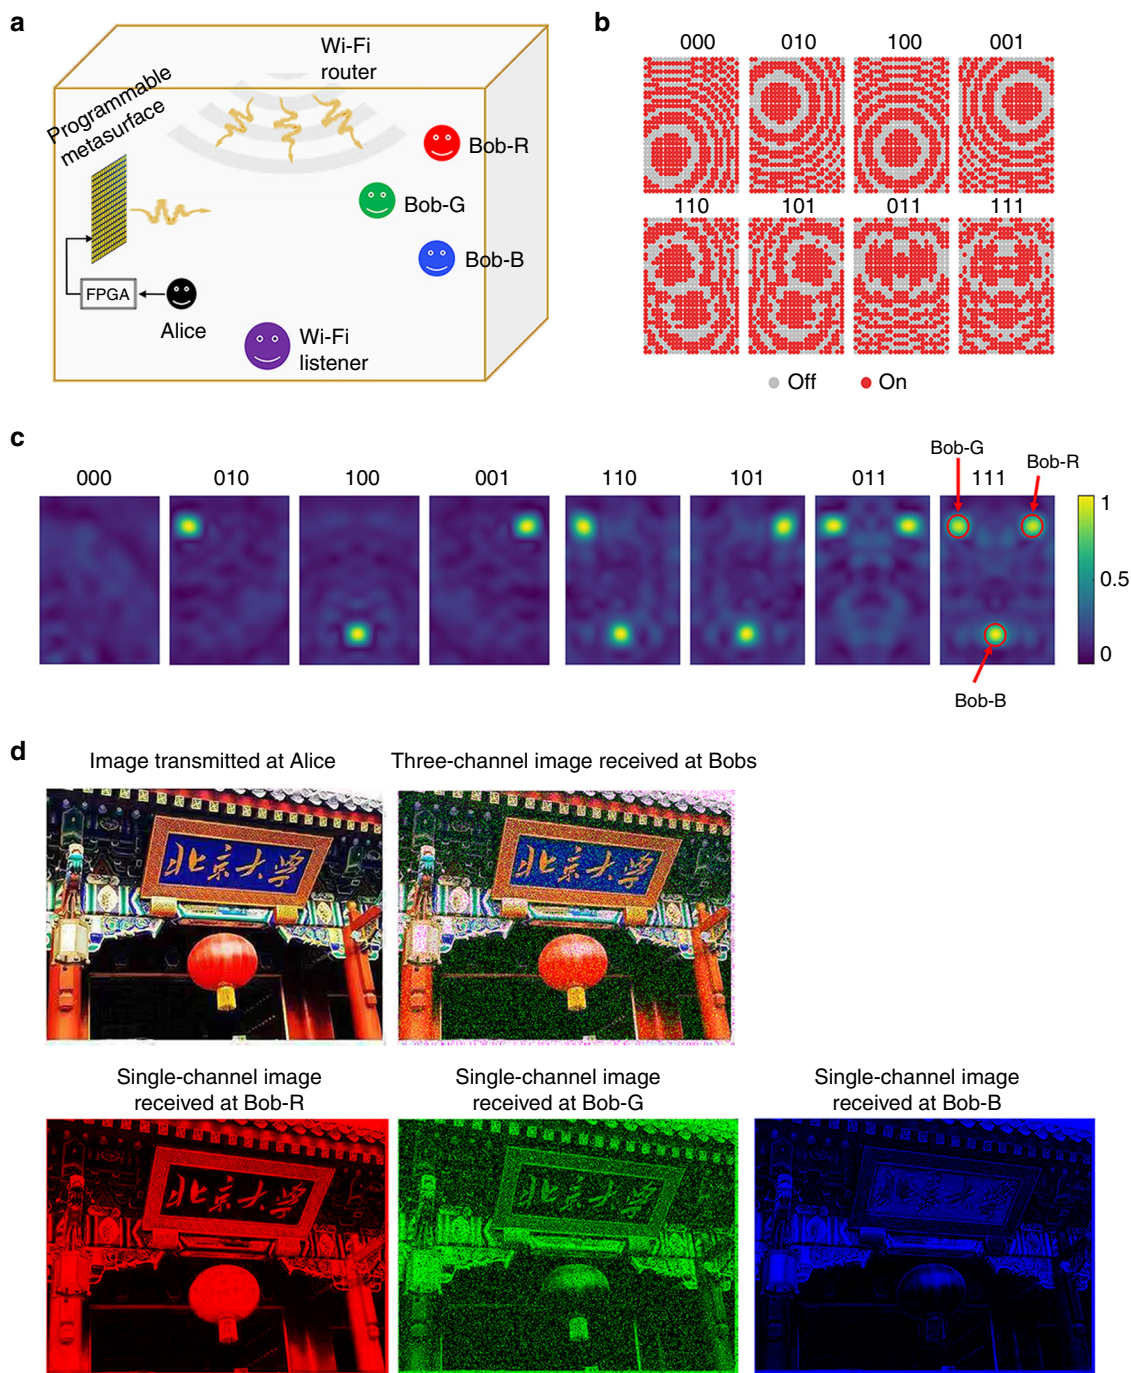 a
Wi-Fi
router
Programmable
metasurface
Bob-R
Bob-G
Bob-B
FPGA
Alice
Wi-Fi
listener
b
000 010 100 001
110 101 011 111
Off On
c
000 010 100 001 110 101 011 111
Bob-G
Bob-R
Bob-B
1
0.5
0
d
Image transmitted at Alice
Three-channel image received at Bobs
北京大学
北京大学
Single-channel image
received at Bob-R
Single-channel image
received at Bob-G
Single-channel image
received at Bob-B
北京大学
北京大学
北京大学